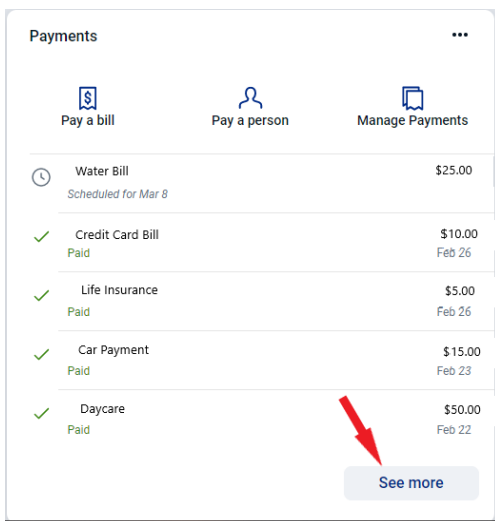 Payments
Pay a bill Pay a person Manage Payments
Water Bill $25.00
Scheduled for Mar 8
Credit Card Bill $10.00
Paid Feb 26
Life Insurance $5.00
Paid Feb 26
Car Payment $15.00
Paid Feb 23
Daycare $50.00
Paid Feb 22
See more